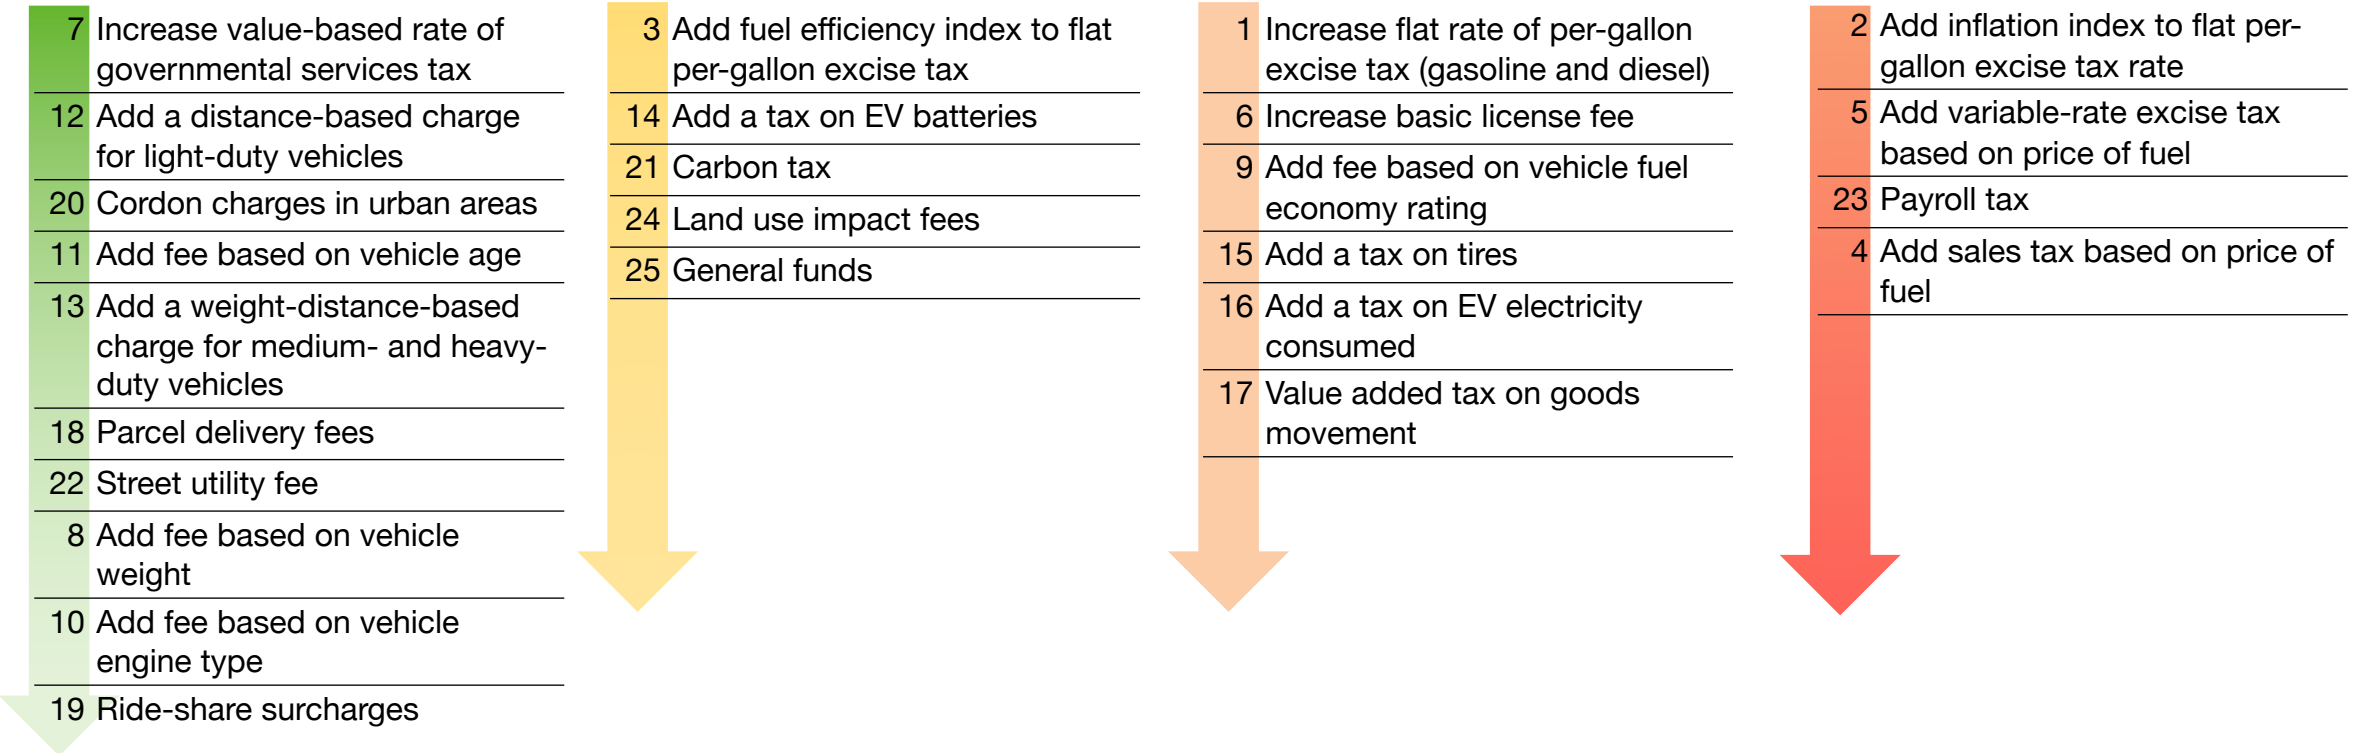 7 Increase value-based rate of
governmental services tax
12 Add a distance-based charge
for light-duty vehicles
20 Cordon charges in urban areas
11 Add fee based on vehicle age
13 Add a weight-distance-based
charge for medium- and heavy-
duty vehicles
18 Parcel delivery fees
22 Street utility fee
8 Add fee based on vehicle
weight
10 Add fee based on vehicle
engine type
19 Ride-share surcharges
3 Add fuel efficiency index to flat
per-gallon excise tax
14 Add a tax on EV batteries
21 Carbon tax
24 Land use impact fees
25 General funds
1 Increase flat rate of per-gallon
excise tax (gasoline and diesel)
6 Increase basic license fee
9 Add fee based on vehicle fuel
economy rating
15 Add a tax on tires
16 Add a tax on EV electricity
consumed
17 Value added tax on goods
movement
2 Add inflation index to flat per-
gallon excise tax rate
5 Add variable-rate excise tax
based on price of fuel
23 Payroll tax
4 Add sales tax based on price of
fuel